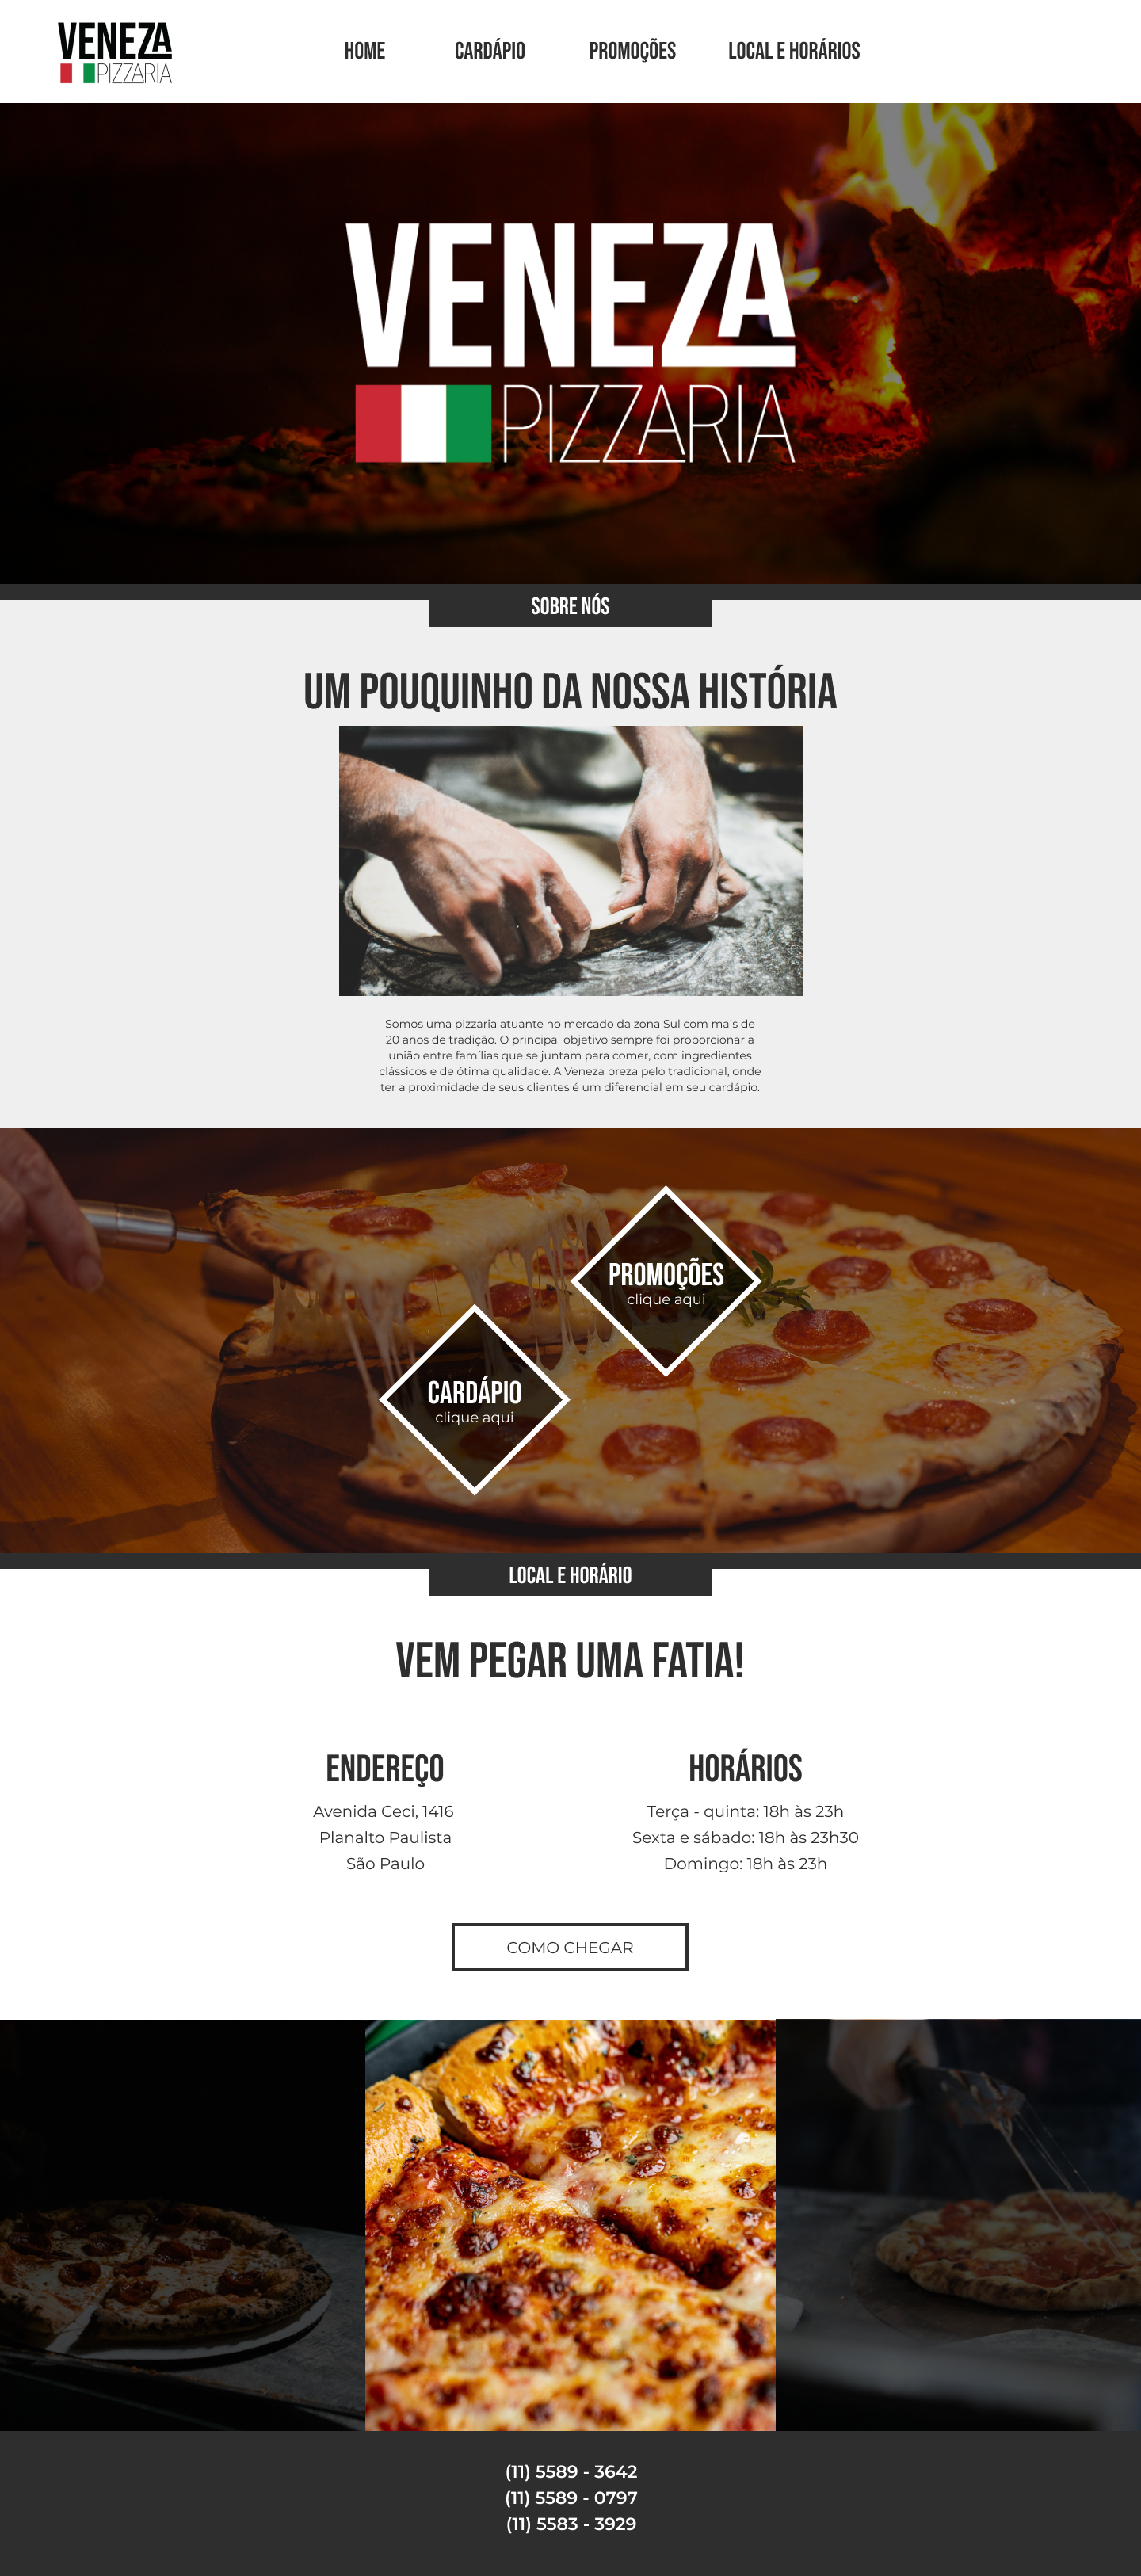 VENEZA
PIZZARIA
HOME CARDÁPIO PROMOÇÕES LOCAL E HORÁRIOS
VENEZA
PIZZARIA
SOBRE NÓS
UM POUQUINHO DA NOSSA HISTÓRIA
Somos uma pizzaria atuante no mercado da zona Sul com mais de
20 anos de tradição. O principal objetivo sempre foi proporcionar a
união entre famílias que se juntam para comer, com ingredientes
clássicos e de ótima qualidade. A Veneza preza pelo tradicional, onde
ter a proximidade de seus clientes é um diferencial em seu cardápio.
PROMOÇÕES
clique aqui
CARDÁPIO
clique aqui
LOCAL E HORÁRIO
VEM PEGAR UMA FATIA!
ENDEREÇO
Avenida Ceci, 1416
Planalto Paulista
São Paulo
HORÁRIOS
Terça - quinta: 18h às 23h
Sexta e sábado: 18h às 23h30
Domingo: 18h às 23h
COMO CHEGAR
(11) 5589 - 3642
(11) 5589 - 0797
(11) 5583 - 3929